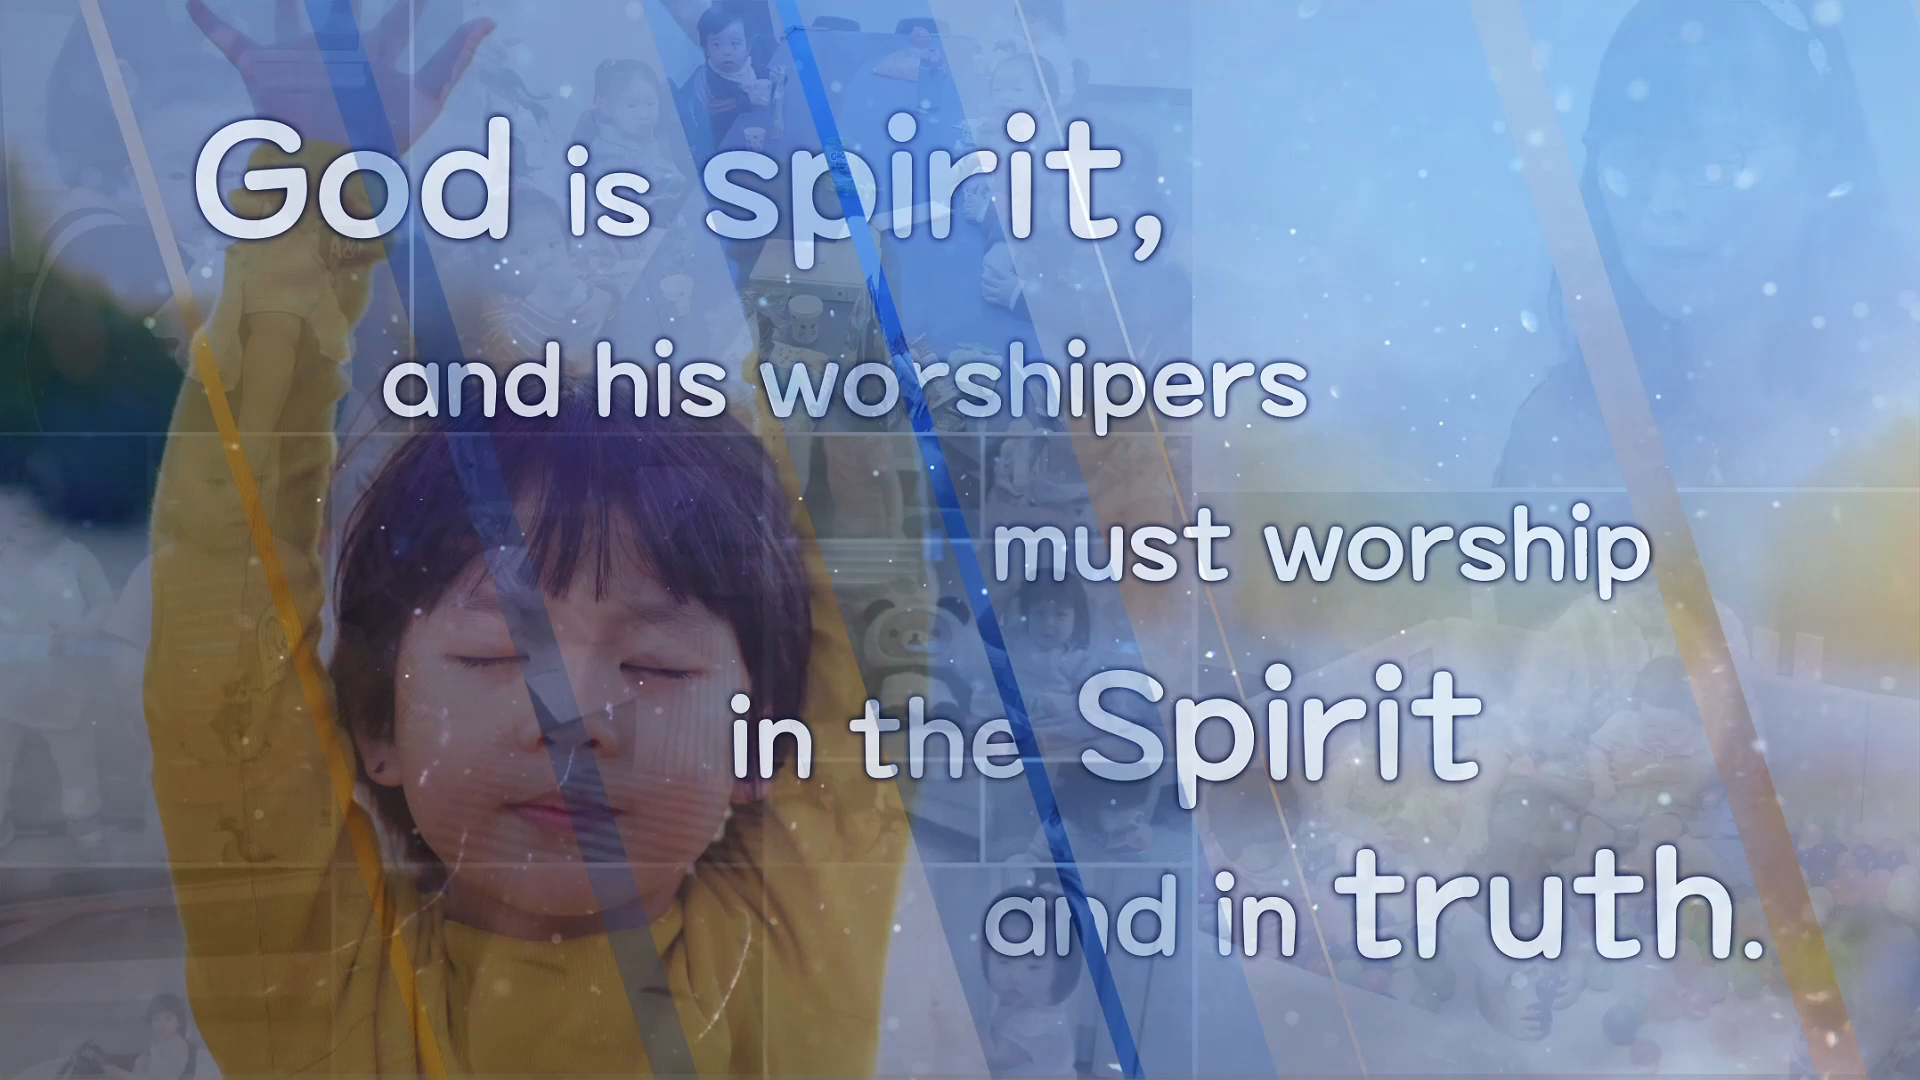 God is spirit,
and his worshipers
must worship
in the Spirit
and in truth.